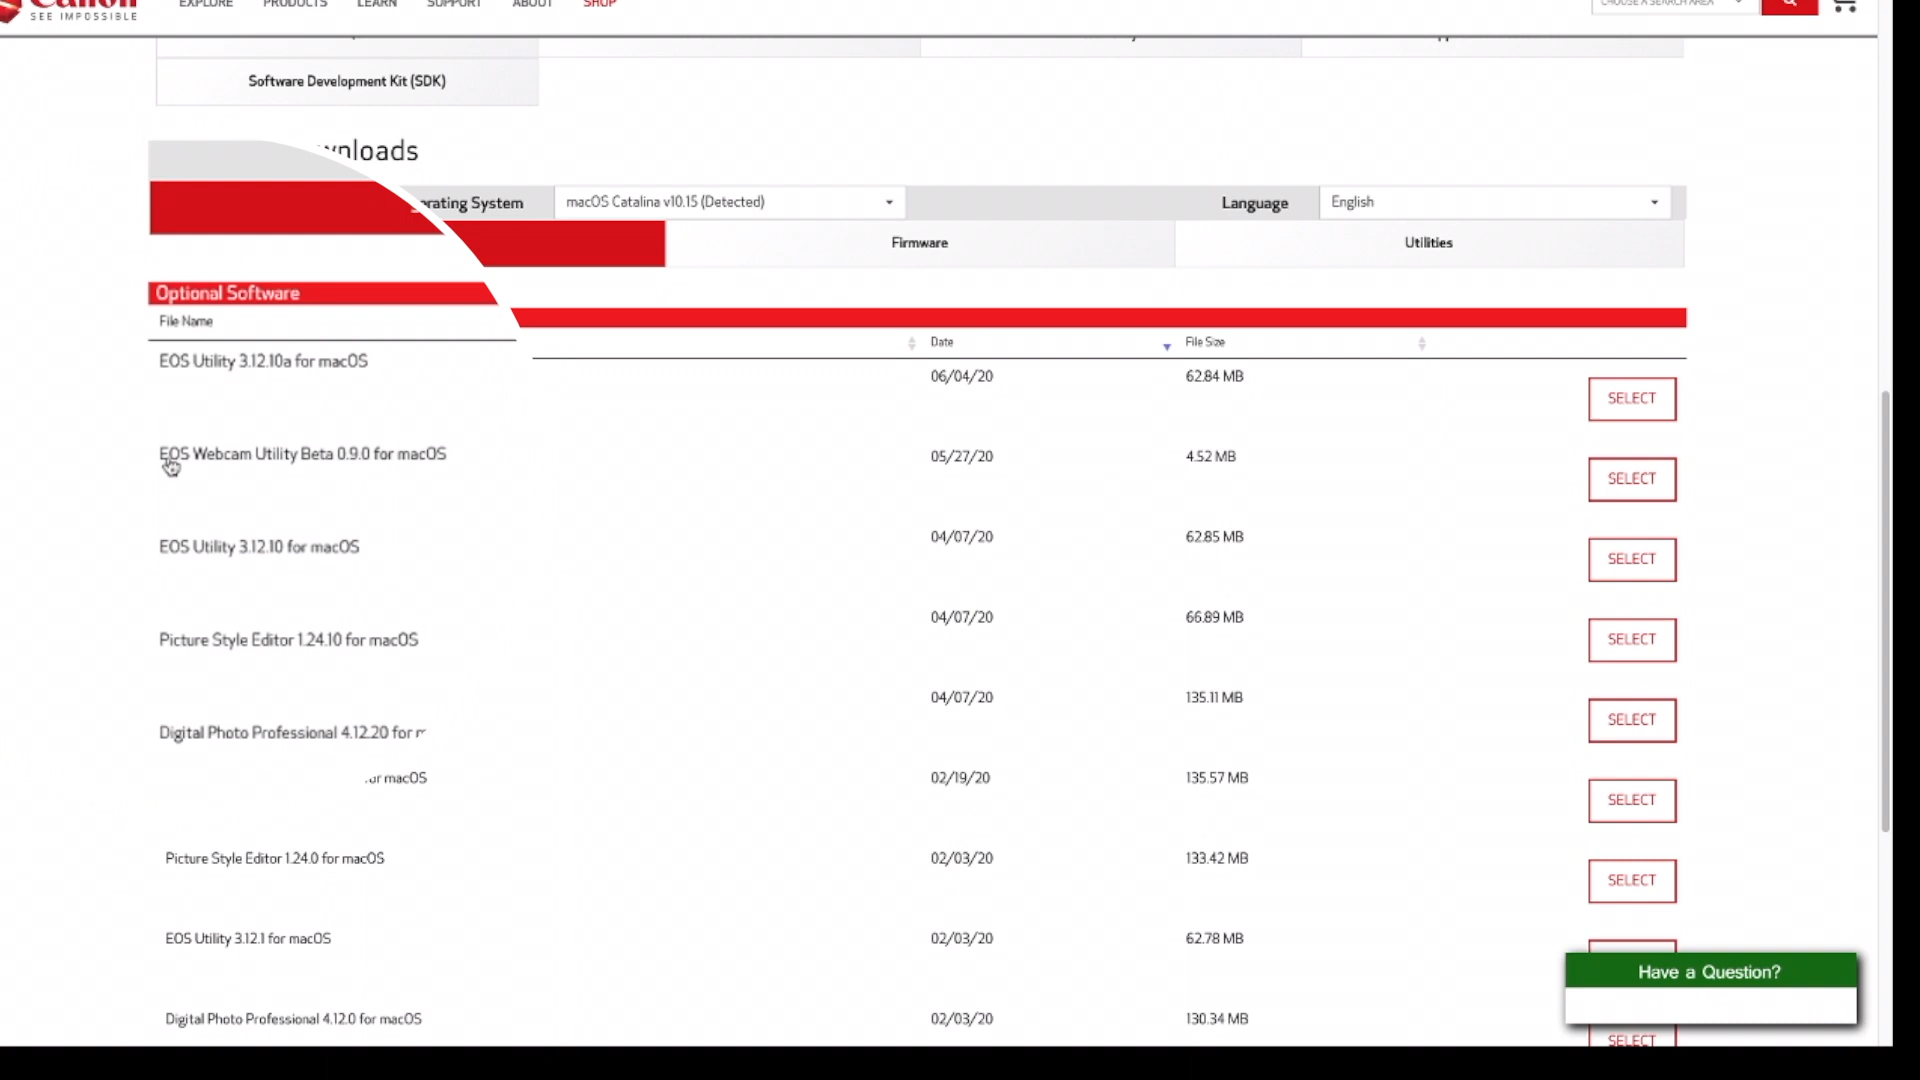 Canon
SEE IMPOSSIBLE
EXPLORE PRODUCTS LEARN SUPPORT ABOUT SHOP
CHOOSE A SEARCH AREA
Software Development Kit (SDK)
wnloads
erating System macOS Catalina v10.15 (Detected) Language English
Firmware Utilities
Optional Software
File Name Date File Size
EOS Utility 3.12.10a for macOS 06/04/20 62.84 MB SELECT
EOS Webcam Utility Beta 0.9.0 for macOS 05/27/20 4.52 MB SELECT
EOS Utility 3.12.10 for macOS 04/07/20 62.85 MB SELECT
Picture Style Editor 1.24.10 for macOS 04/07/20 66.89 MB SELECT
Digital Photo Professional 4.12.20 for 04/07/20 135.11 MB SELECT
for macOS 02/19/20 135.57 MB SELECT
Picture Style Editor 1.24.0 for macOS 02/03/20 133.42 MB SELECT
EOS Utility 3.12.1 for macOS 02/03/20 62.78 MB
Have a Question?
Digital Photo Professional 4.12.0 for macOS 02/03/20 130.34 MB SELECT